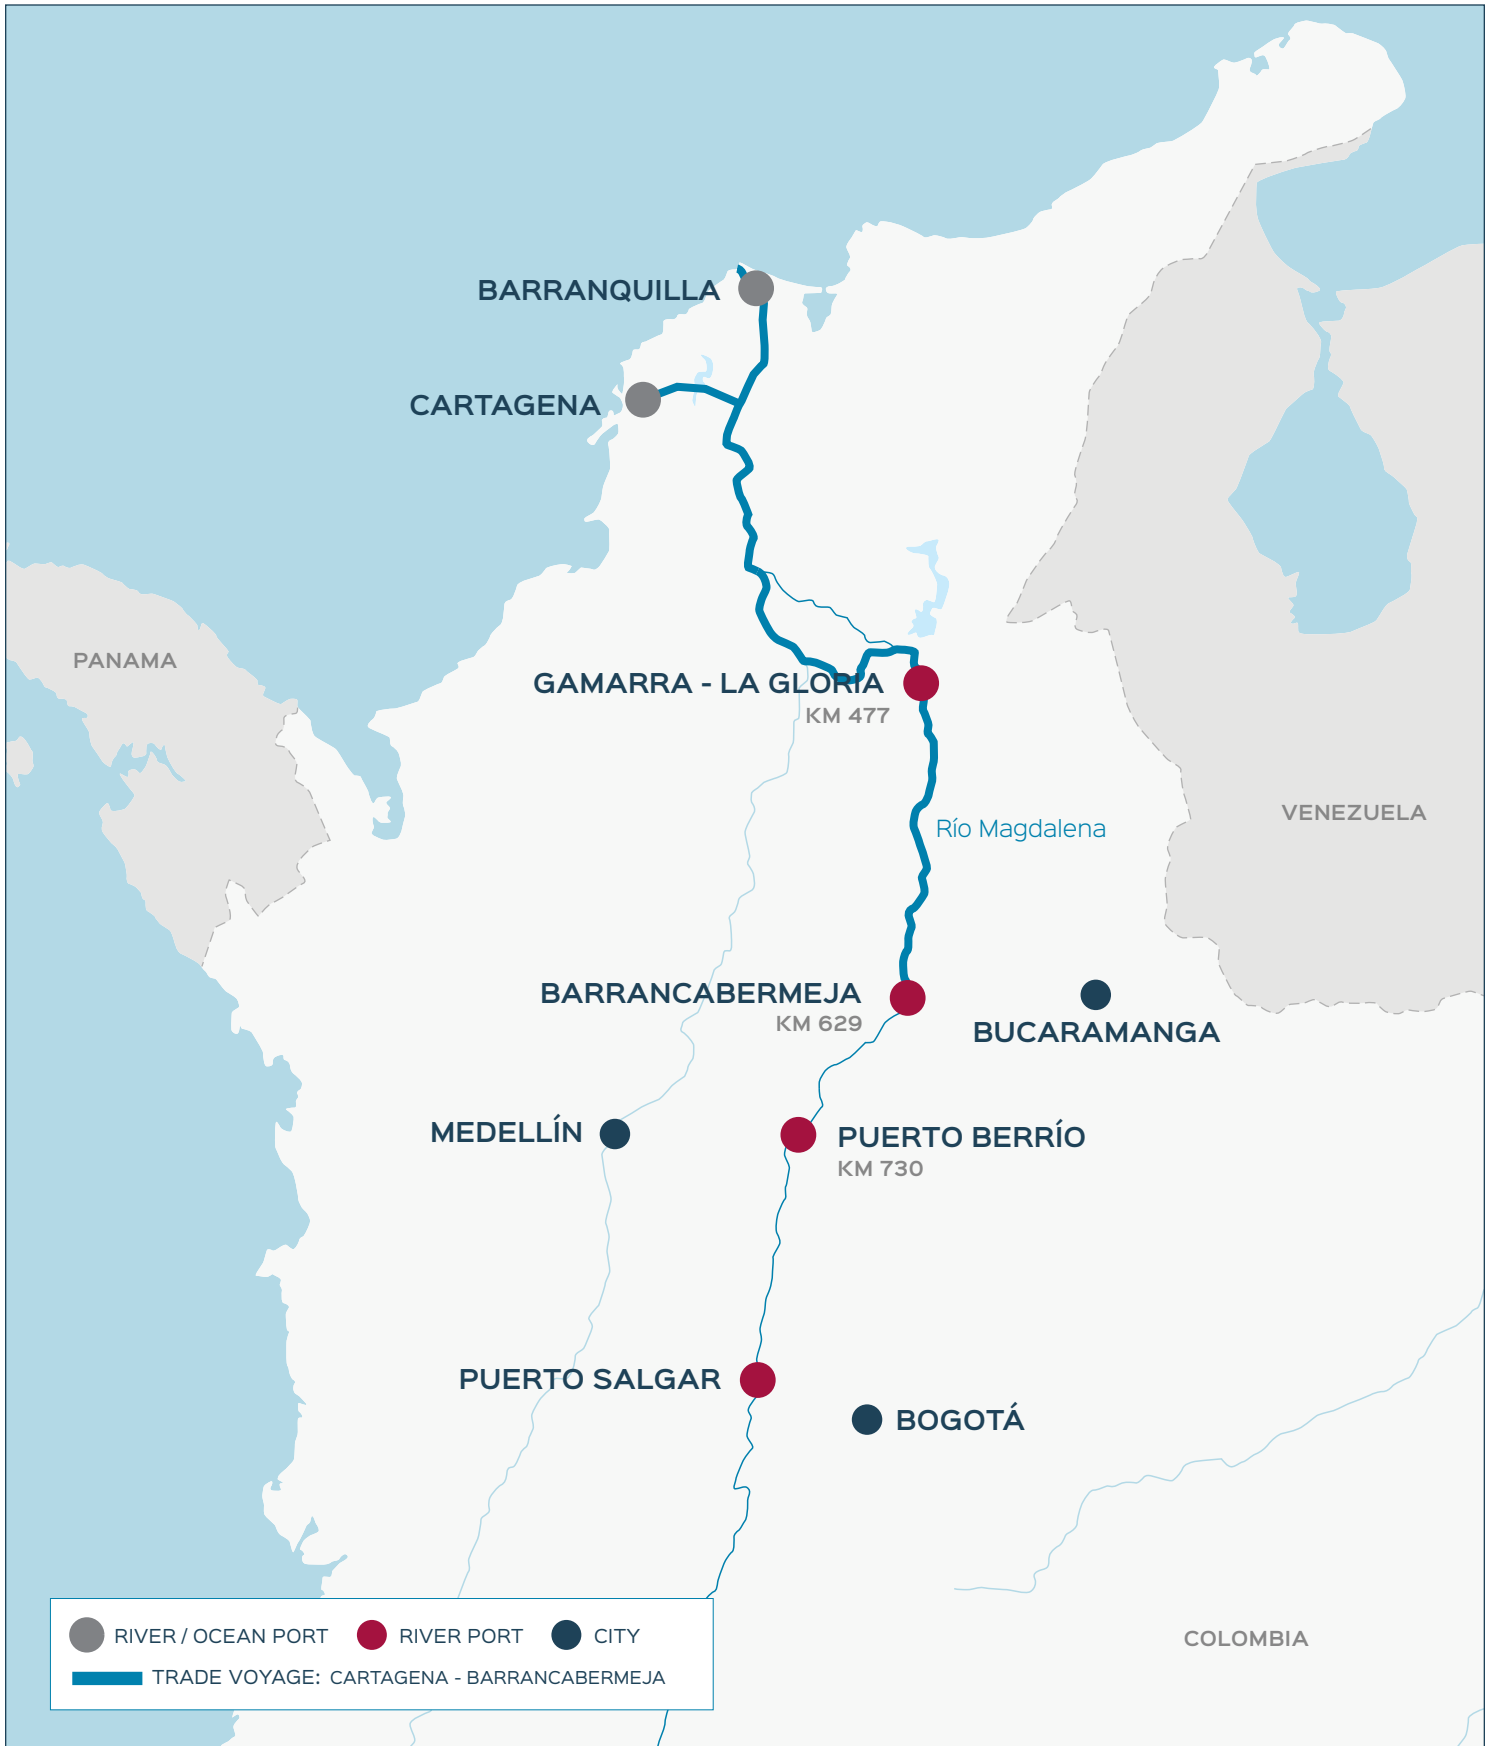 BARRANQUILLA
CARTAGENA
PANAMA
GAMARRA - LA GLORIA
KM 477
VENEZUELA
Río Magdalena
BARRANCABERMEJA
KM 629
BUCARAMANGA
MEDELLÍN
PUERTO BERRÍO
KM 730
PUERTO SALGAR
BOGOTÁ
RIVER / OCEAN PORT
RIVER PORT
CITY
COLOMBIA
TRADE VOYAGE: CARTAGENA - BARRANCABERMEJA